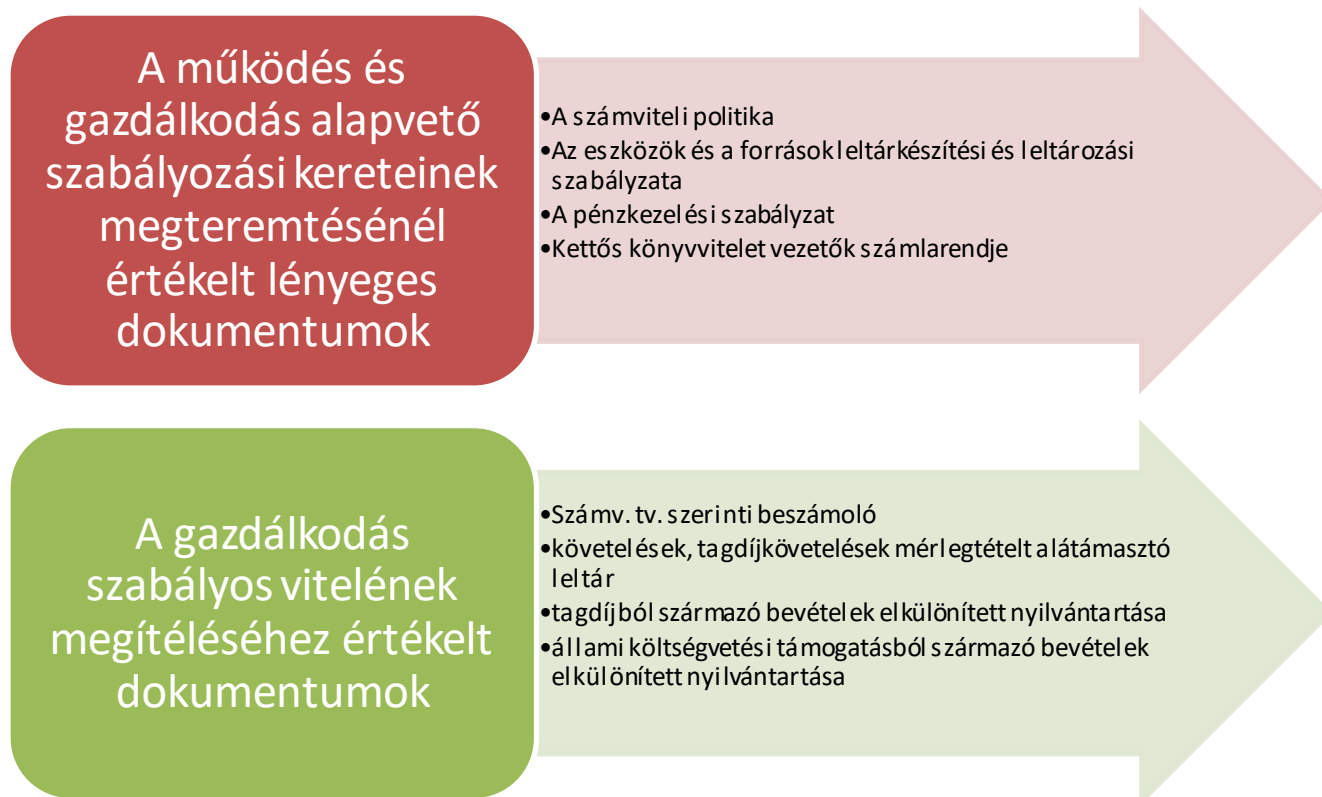 A működés és
gazdálkodás alapvető
szabályozási kereteinek
megteremtésénél
értékelt lényeges
dokumentumok
•A számviteli politika
•Az eszközök és a források leltárkészítési és leltározási
szabályzata
•A pénzkezelési szabályzat
•Kettős könyvvitelet vezetők számlarendje
A gazdálkodás
szabályos vitelének
megítéléséhez értékelt
dokumentumok
•Számv. tv. szerinti beszámoló
•követelések, tagdíjkövetelések mérlegtételt alátámasztó
leltár
•tagdíjból származó bevételek elkülönített nyilvántartása
•állami költségvetési támogatásból származó bevételek
elkülönített nyilvántartása